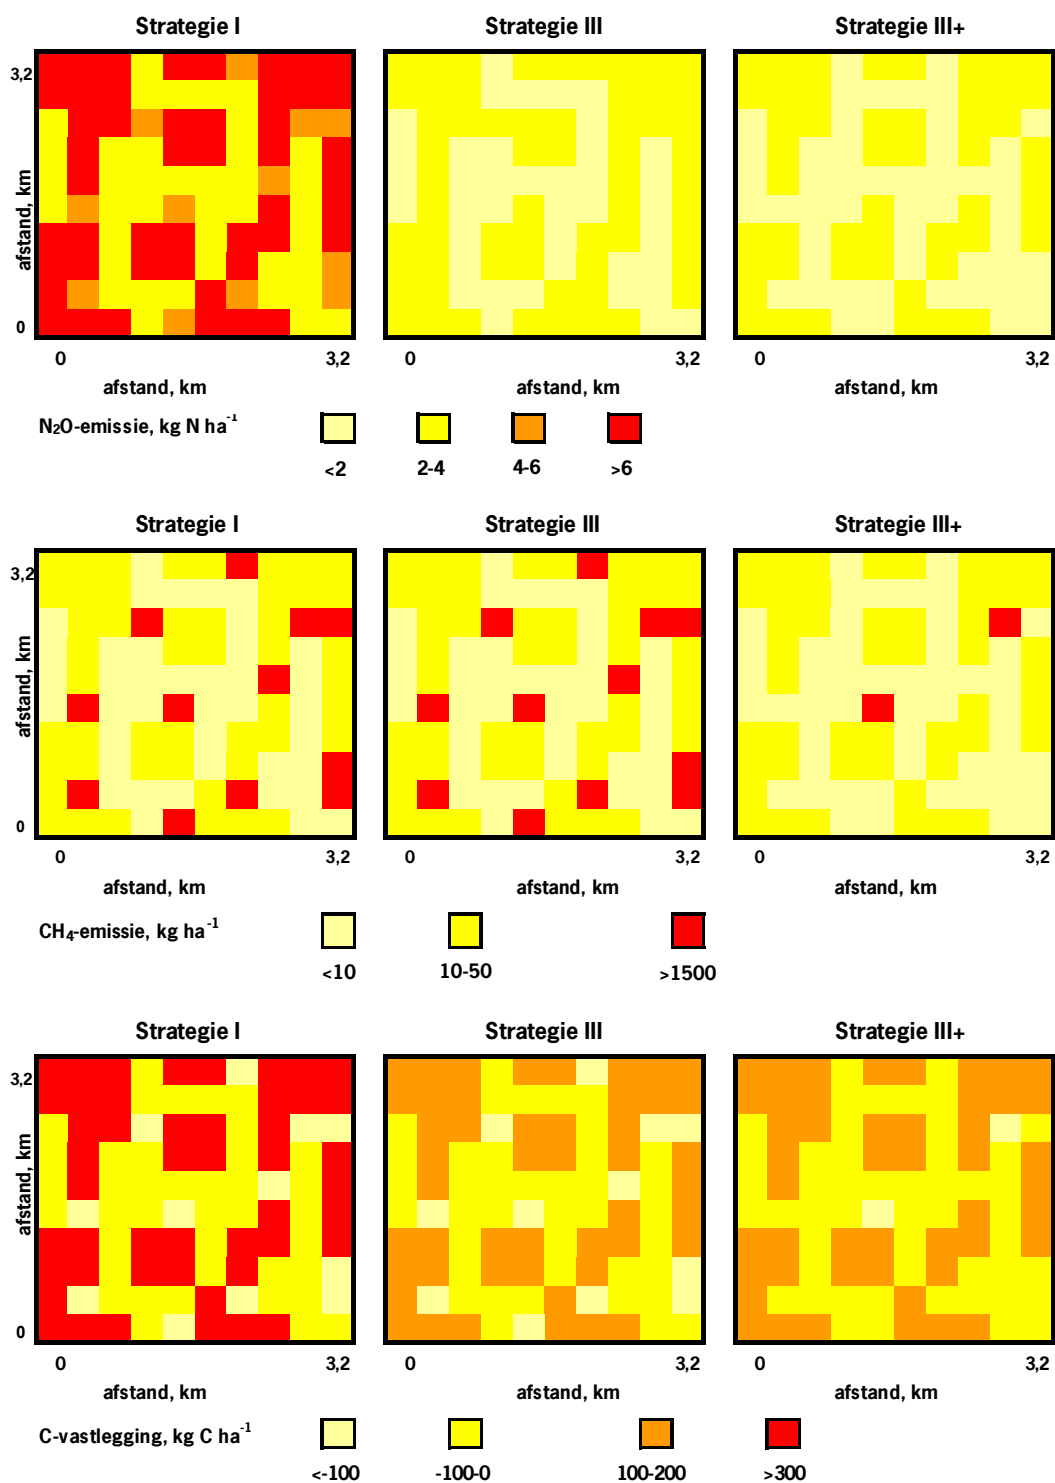 Strategie I Strategie III Strategie III+
3,2
afstand, km
0
0 3,2 0 3,2 0 3,2
afstand, km afstand, km afstand, km
N₂O-emissie, kg N ha⁻¹
<2 2-4 4-6 >6
Strategie I Strategie III Strategie III+
3,2
afstand, km
0
0 3,2 0 3,2 0 3,2
afstand, km afstand, km afstand, km
CH₄-emissie, kg ha⁻¹
<10 10-50 >1500
Strategie I Strategie III Strategie III+
3,2
afstand, km
0
0 3,2 0 3,2 0 3,2
afstand, km afstand, km afstand, km
C-vastlegging, kg C ha⁻¹
<-100 -100-0 100-200 >300